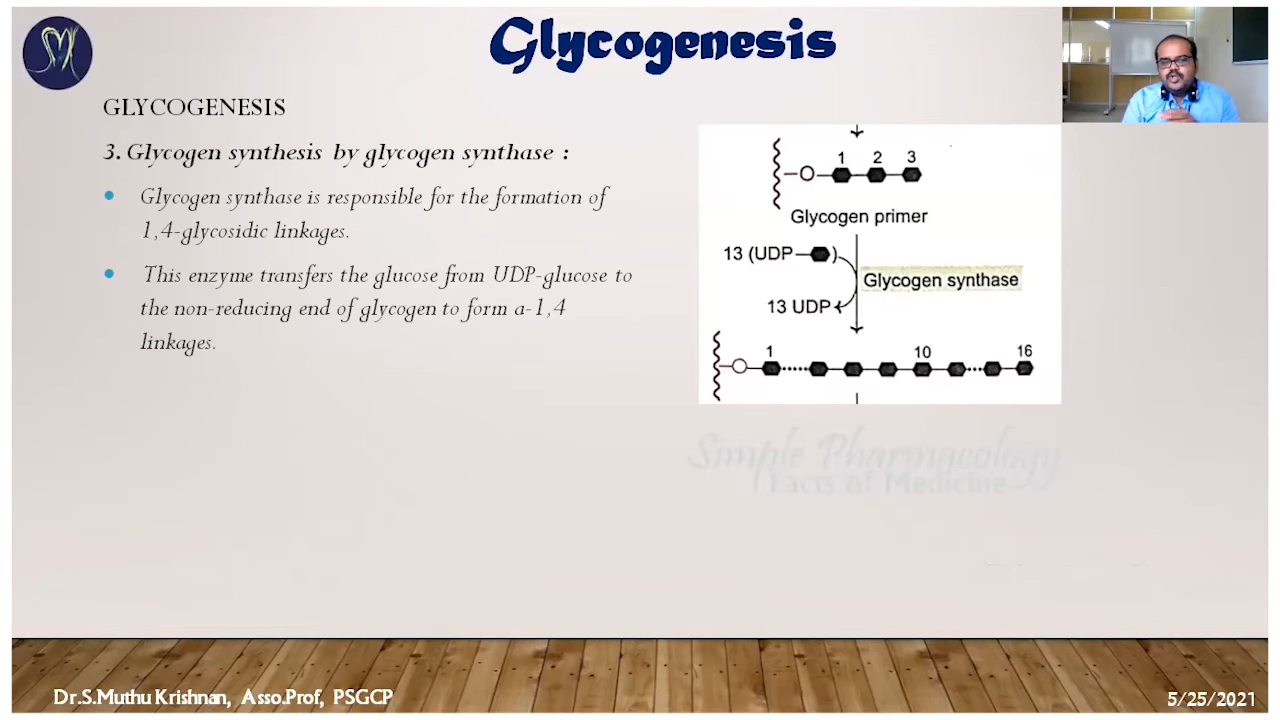 Glycogenesis
GLYCOGENESIS
3. Glycogen synthesis by glycogen synthase :
Glycogen synthase is responsible for the formation of
1,4-glycosidic linkages.
This enzyme transfers the glucose from UDP-glucose to
the non-reducing end of glycogen to form a-1,4
linkages.
1 2 3
Glycogen primer
13 (UDP )
Glycogen synthase
13 UDP
1 10 16
Simple Pharmacology
Facts of Medicine
Dr.S.Muthu Krishnan, Asso.Prof, PSGCP
5/25/2021